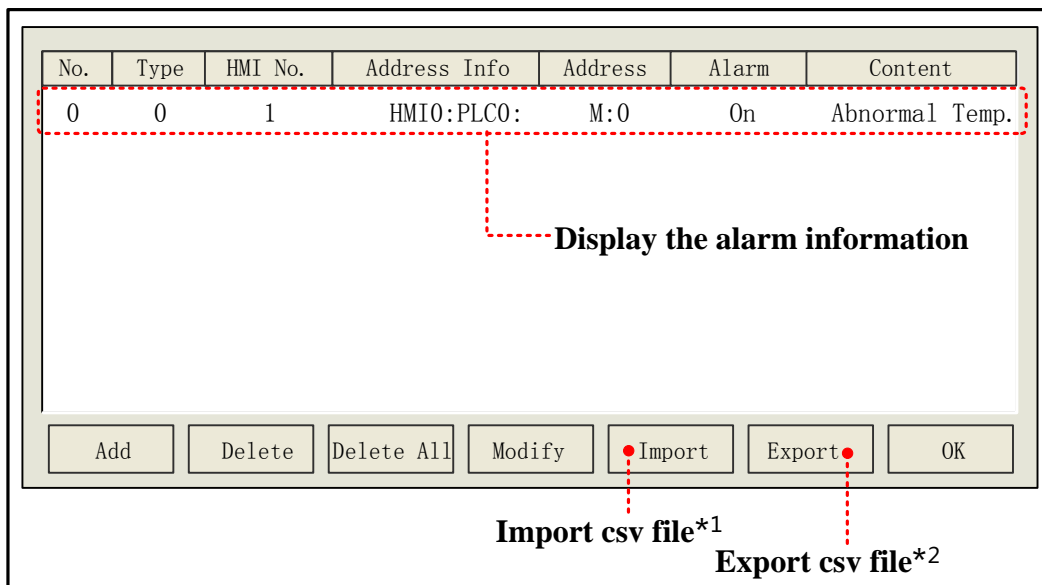 No. Type HMI No. Address Info Address Alarm Content
0 0 1 HMI0:PLC0: M:0 On Abnormal Temp.
Display the alarm information
Add Delete Delete All Modify Import Export OK
Import csv file*1
Export csv file*2